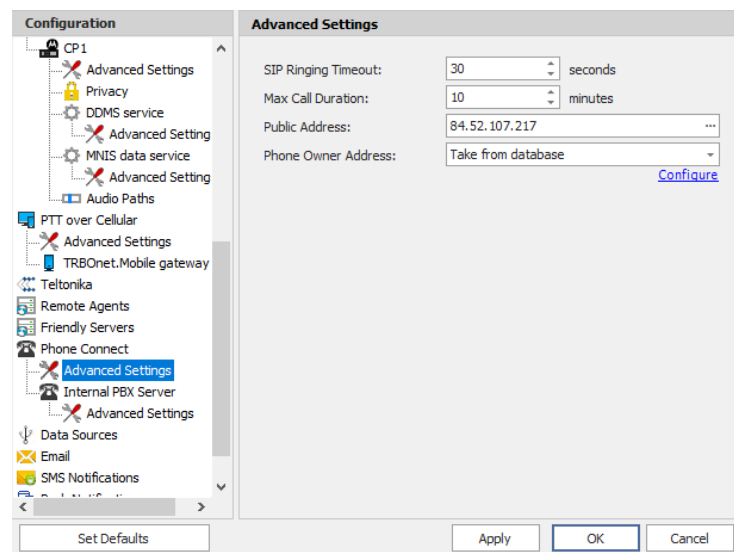 Configuration
CP1
Advanced Settings
Privacy
DDMS service
Advanced Setting
MNIS data service
Advanced Setting
Audio Paths
PTT over Cellular
Advanced Settings
TRBOnet.Mobile gateway
Teltonika
Remote Agents
Friendly Servers
Phone Connect
Advanced Settings
Internal PBX Server
Advanced Settings
Data Sources
Email
SMS Notifications
Set Defaults
Advanced Settings
SIP Ringing Timeout: 30 seconds
Max Call Duration: 10 minutes
Public Address: 84.52.107.217 ...
Phone Owner Address: Take from database
Configure
Apply OK Cancel